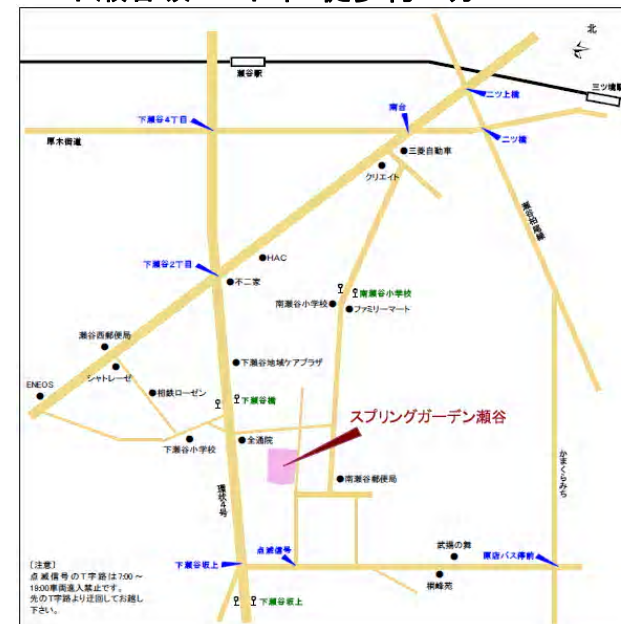 北
瀬谷駅
三ツ境駅
二ツ上橋
下瀬谷4丁目
南台
二ツ橋
厚木街道
三菱自動車
クリエイト
瀬谷柏尾線
HAC
下瀬谷2丁目
不二家
南瀬谷小学校
南瀬谷小学校
ファミリーマート
瀬谷西郵便局
シャトレーゼ
下瀬谷地域ケアプラザ
ENEOS
相鉄ローゼン
下瀬谷橋
スプリングガーデン瀬谷
下瀬谷小学校
全通院
かまくらみち
南瀬谷郵便局
環状4号
点滅信号
武揚の舞
下瀬谷坂上
原店バス停前
桐峰苑
[注意]
点滅信号のT字路は7:00～
19:00車両進入禁止です。
先のT字路より迂回してお越し
下さい。
下瀬谷坂上